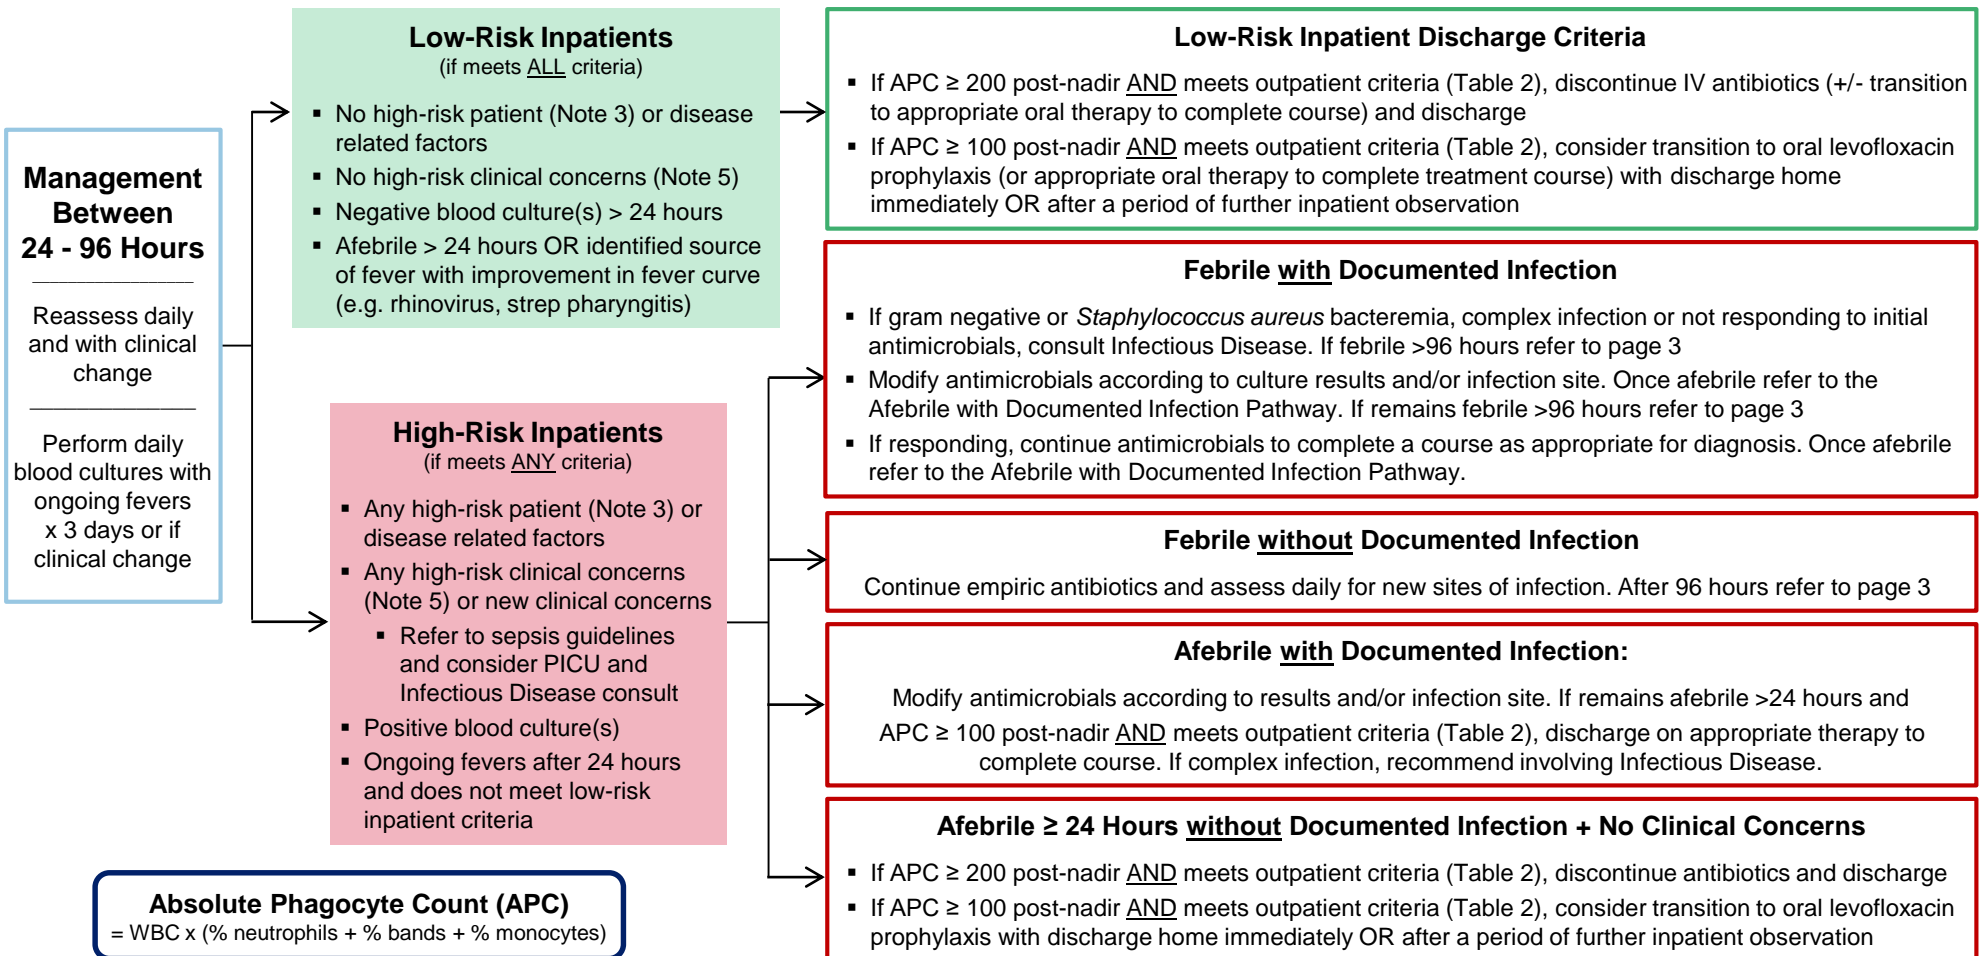 Management
Between
24 - 96 Hours
Reassess daily
and with clinical
change
Perform daily
blood cultures with
ongoing fevers
x 3 days or if
clinical change
Low-Risk Inpatients
(if meets ALL criteria)
▪ No high-risk patient (Note 3) or disease
related factors
▪ No high-risk clinical concerns (Note 5)
▪ Negative blood culture(s) > 24 hours
▪ Afebrile > 24 hours OR identified source
of fever with improvement in fever curve
(e.g. rhinovirus, strep pharyngitis)
High-Risk Inpatients
(if meets ANY criteria)
▪ Any high-risk patient (Note 3) or
disease related factors
▪ Any high-risk clinical concerns
(Note 5) or new clinical concerns
▪ Refer to sepsis guidelines
and consider PICU and
Infectious Disease consult
▪ Positive blood culture(s)
▪ Ongoing fevers after 24 hours
and does not meet low-risk
inpatient criteria
Absolute Phagocyte Count (APC)
= WBC x (% neutrophils + % bands + % monocytes)
Low-Risk Inpatient Discharge Criteria
▪ If APC ≥ 200 post-nadir AND meets outpatient criteria (Table 2), discontinue IV antibiotics (+/- transition
to appropriate oral therapy to complete course) and discharge
▪ If APC ≥ 100 post-nadir AND meets outpatient criteria (Table 2), consider transition to oral levofloxacin
prophylaxis (or appropriate oral therapy to complete treatment course) with discharge home
immediately OR after a period of further inpatient observation
Febrile with Documented Infection
▪ If gram negative or Staphylococcus aureus bacteremia, complex infection or not responding to initial
antimicrobials, consult Infectious Disease. If febrile >96 hours refer to page 3
▪ Modify antimicrobials according to culture results and/or infection site. Once afebrile refer to the
Afebrile with Documented Infection Pathway. If remains febrile >96 hours refer to page 3
▪ If responding, continue antimicrobials to complete a course as appropriate for diagnosis. Once afebrile
refer to the Afebrile with Documented Infection Pathway.
Febrile without Documented Infection
Continue empiric antibiotics and assess daily for new sites of infection. After 96 hours refer to page 3
Afebrile with Documented Infection:
Modify antimicrobials according to results and/or infection site. If remains afebrile >24 hours and
APC ≥ 100 post-nadir AND meets outpatient criteria (Table 2), discharge on appropriate therapy to
complete course. If complex infection, recommend involving Infectious Disease.
Afebrile ≥ 24 Hours without Documented Infection + No Clinical Concerns
▪ If APC ≥ 200 post-nadir AND meets outpatient criteria (Table 2), discontinue antibiotics and discharge
▪ If APC ≥ 100 post-nadir AND meets outpatient criteria (Table 2), consider transition to oral levofloxacin
prophylaxis with discharge home immediately OR after a period of further inpatient observation